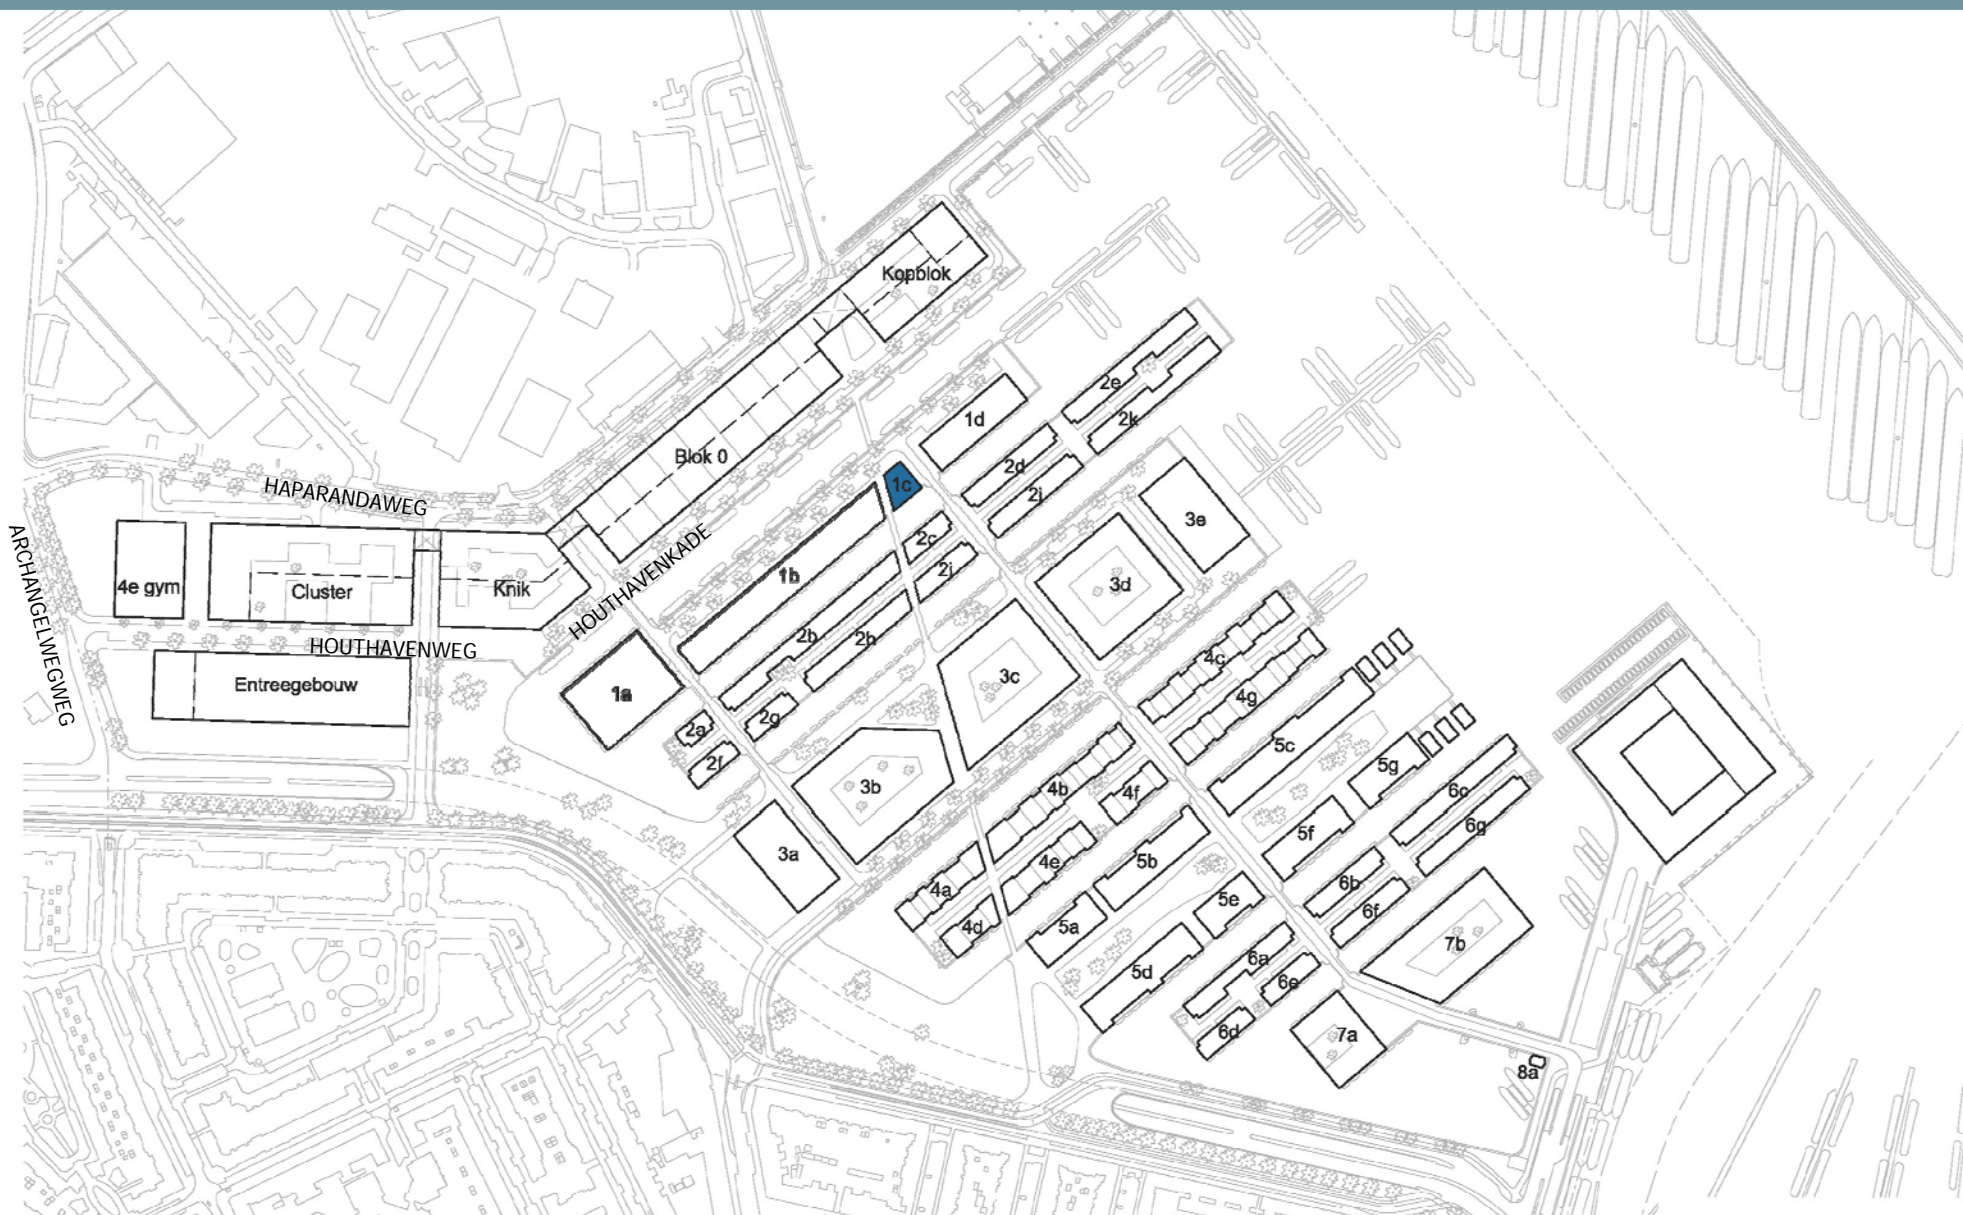 Kopblok
2e
1d
2k
Blok 0
2d
1c
2j
HAPARANDAWEG
3e
ARCHANGELWEGWEG
HOUTHAVENKADE
2c
1b
2i
3d
4e gym
Cluster
Knik
2b
2h
HOUTHAVENWEG
4c
Entreegebouw
1a
3c
4g
2g
2a
5c
2f
5g
3b
4b
4f
6c
6g
5f
3a
4e
5b
4a
6b
5e
6f
4d
5a
7b
6a
5d
6e
6d
7a
8a